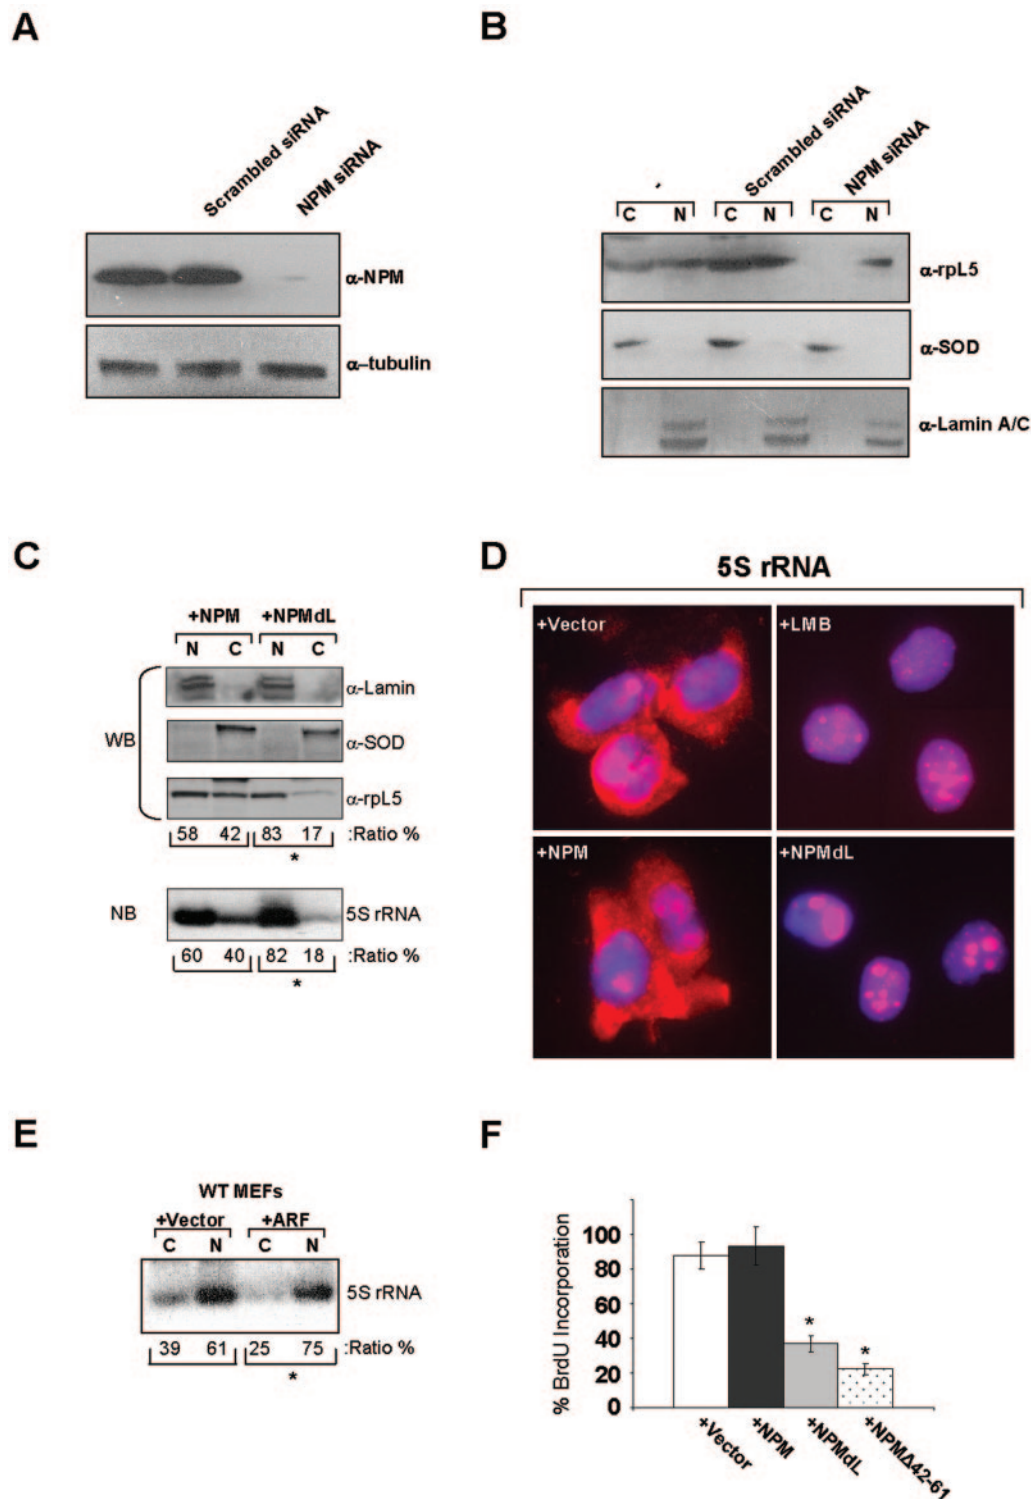 A
Scrambled siRNA
NPM siRNA
α-NPM
α-tubulin
B
-
Scrambled siRNA
NPM siRNA
C N C N C N
α-rpL5
α-SOD
α-Lamin A/C
C
+NPM +NPMdL
N C N C
WB
α-Lamin
α-SOD
α-rpL5
58 42 83 17 :Ratio %
*
NB
5S rRNA
60 40 82 18 :Ratio %
*
D
5S rRNA
+Vector
+LMB
+NPM
+NPMdL
E
WT MEFs
+Vector +ARF
C N C N
5S rRNA
39 61 25 75 :Ratio %
*
F
% BrdU Incorporation
100
80
60
40
20
0
*
*
+Vector
+NPM
+NPMdL
+NPMΔ42-61